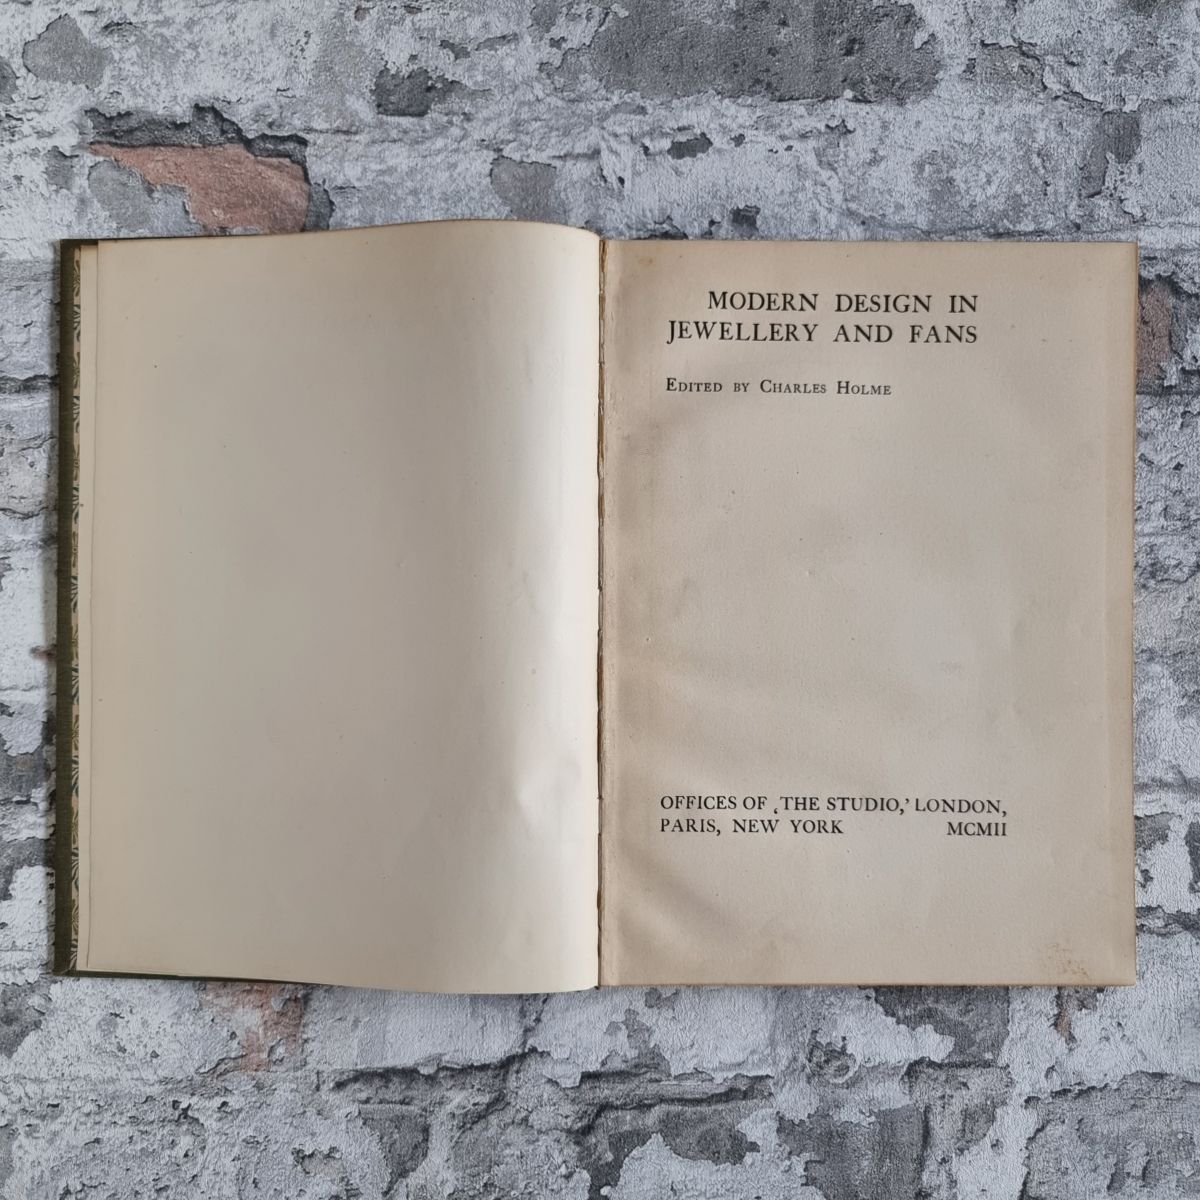 MODERN DESIGN IN
JEWELLERY AND FANS
EDITED BY CHARLES HOLME
OFFICES OF ‚THE STUDIO,’ LONDON,
PARIS, NEW YORK MCMII